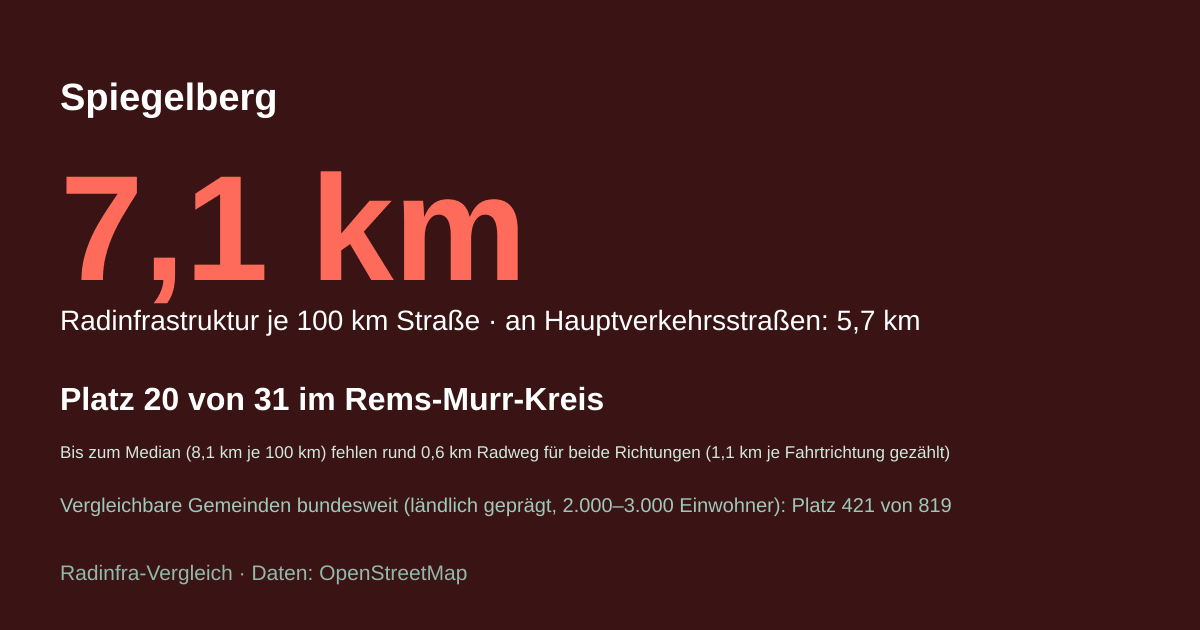 Spiegelberg
7,1 km
Radinfrastruktur je 100 km Straße · an Hauptverkehrsstraßen: 5,7 km
Platz 20 von 31 im Rems-Murr-Kreis
Bis zum Median (8,1 km je 100 km) fehlen rund 0,6 km Radweg für beide Richtungen (1,1 km je Fahrtrichtung gezählt)
Vergleichbare Gemeinden bundesweit (ländlich geprägt, 2.000–3.000 Einwohner): Platz 421 von 819
Radinfra-Vergleich · Daten: OpenStreetMap